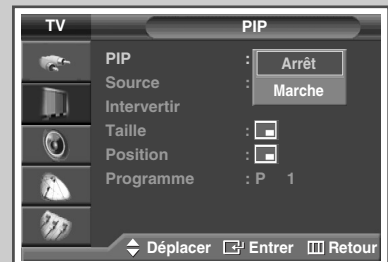 TV PIP
PIP : Arrêt
Source : Marche
Intervertir
Taille :
Position :
Programme : P 1
Déplacer Entrer Retour